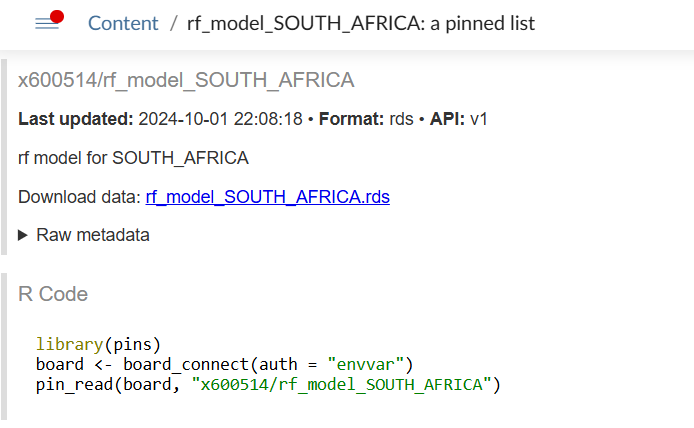 Content / rf_model_SOUTH_AFRICA: a pinned list
x600514/rf_model_SOUTH_AFRICA
Last updated: 2024-10-01 22:08:18 • Format: rds • API: v1
rf model for SOUTH_AFRICA
Download data: rf_model_SOUTH_AFRICA.rds
▶ Raw metadata
R Code
library(pins)
board <- board_connect(auth = "envvar")
pin_read(board, "x600514/rf_model_SOUTH_AFRICA")